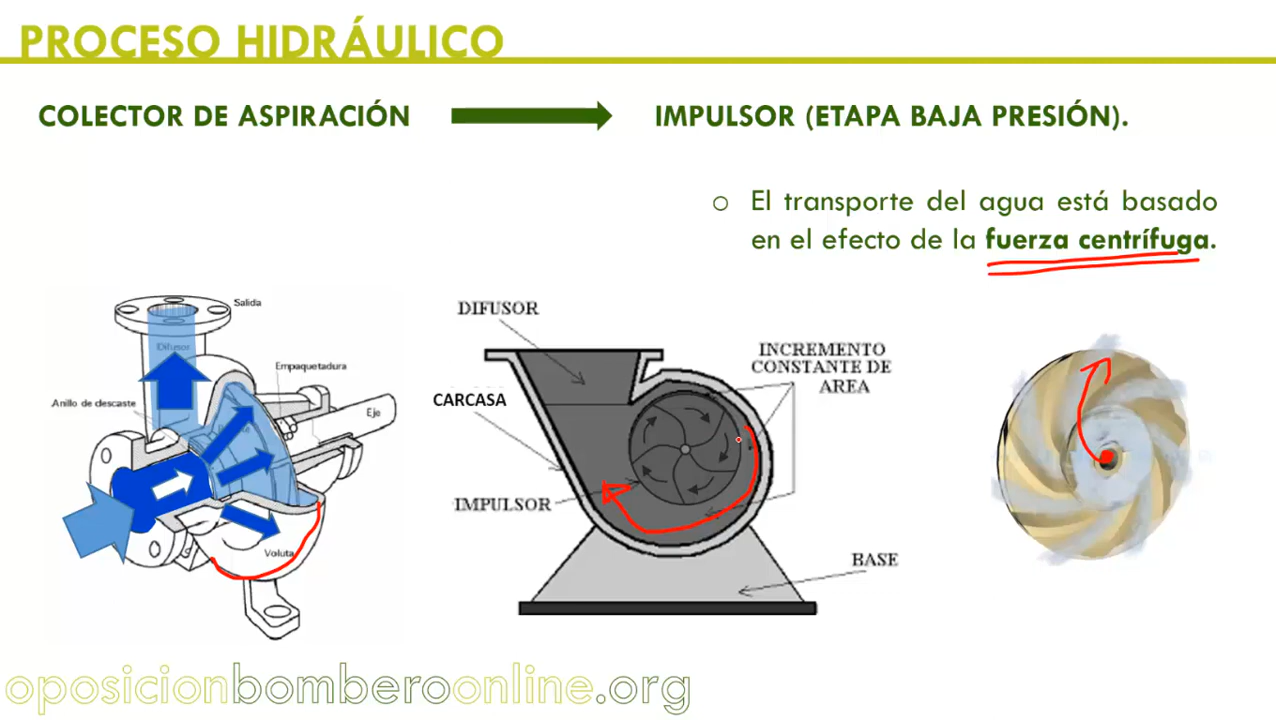 PROCESO HIDRÁULICO
COLECTOR DE ASPIRACIÓN
IMPULSOR (ETAPA BAJA PRESIÓN).
El transporte del agua está basado
en el efecto de la fuerza centrífuga.
Salida
Difusor
Empaquetadura
Anillo de descaste
Eje
Voluta
DIFUSOR
INCREMENTO
CONSTANTE DE
AREA
CARCASA
IMPULSOR
BASE
oposicionbomberoonline.org